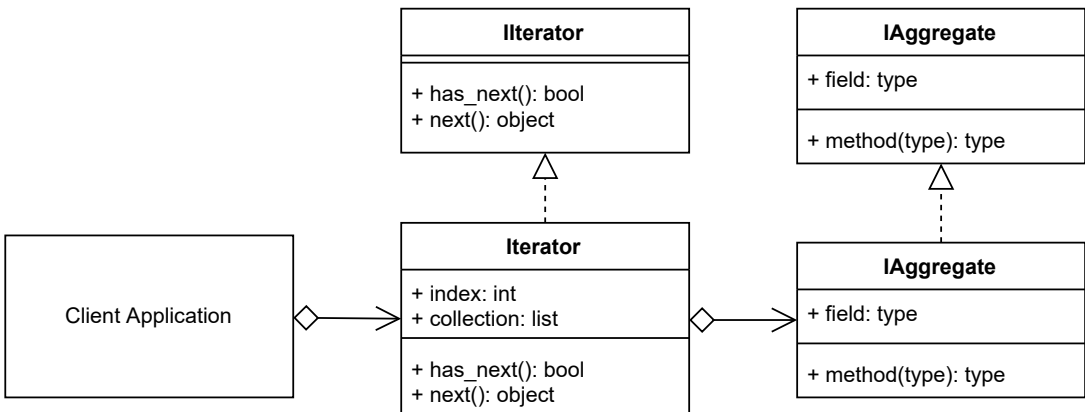 IIterator
+ has_next(): bool
+ next(): object
IAggregate
+ field: type
+ method(type): type
Client Application
Iterator
+ index: int
+ collection: list
+ has_next(): bool
+ next(): object
IAggregate
+ field: type
+ method(type): type